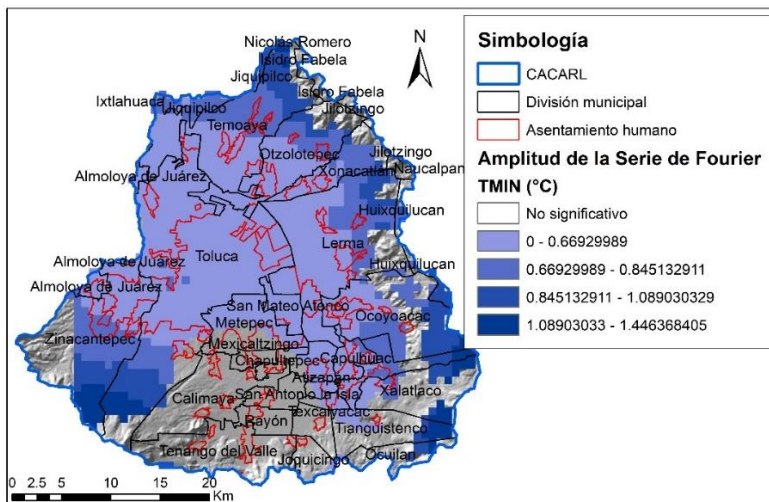 Nicolás Romero
Isidro Fabela
Jiquipilco
Ixtlahuaca
Jiquipilco
Isidro Fabela
Jilotzingo
Temoaya
Otzolotepec
Jilotzingo
Naucalpan
Xonacatlán
Almoloya de Juárez
Huixquilucan
Lerma
Toluca
Almoloya de Juárez
Huixquilucan
Almoloya de Juárez
San Mateo Atenco
Ocoyoacac
Metepec
Zinacantepec
Mexicaltzingo
Chapultepec
Capulhuac
Atizapán
Calimaya
San Antonio la Isla
Xalatlaco
Texcalyacac
Rayón
Tianguistenco
Tenango del Valle
Joquicingo
Ocuilan
N
0 2.5 5 10 15 20
Km
Simbología
CACARL
División municipal
Asentamiento humano
Amplitud de la Serie de Fourier
TMIN (°C)
No significativo
0 - 0.66929989
0.66929989 - 0.845132911
0.845132911 - 1.089030329
1.08903033 - 1.446368405